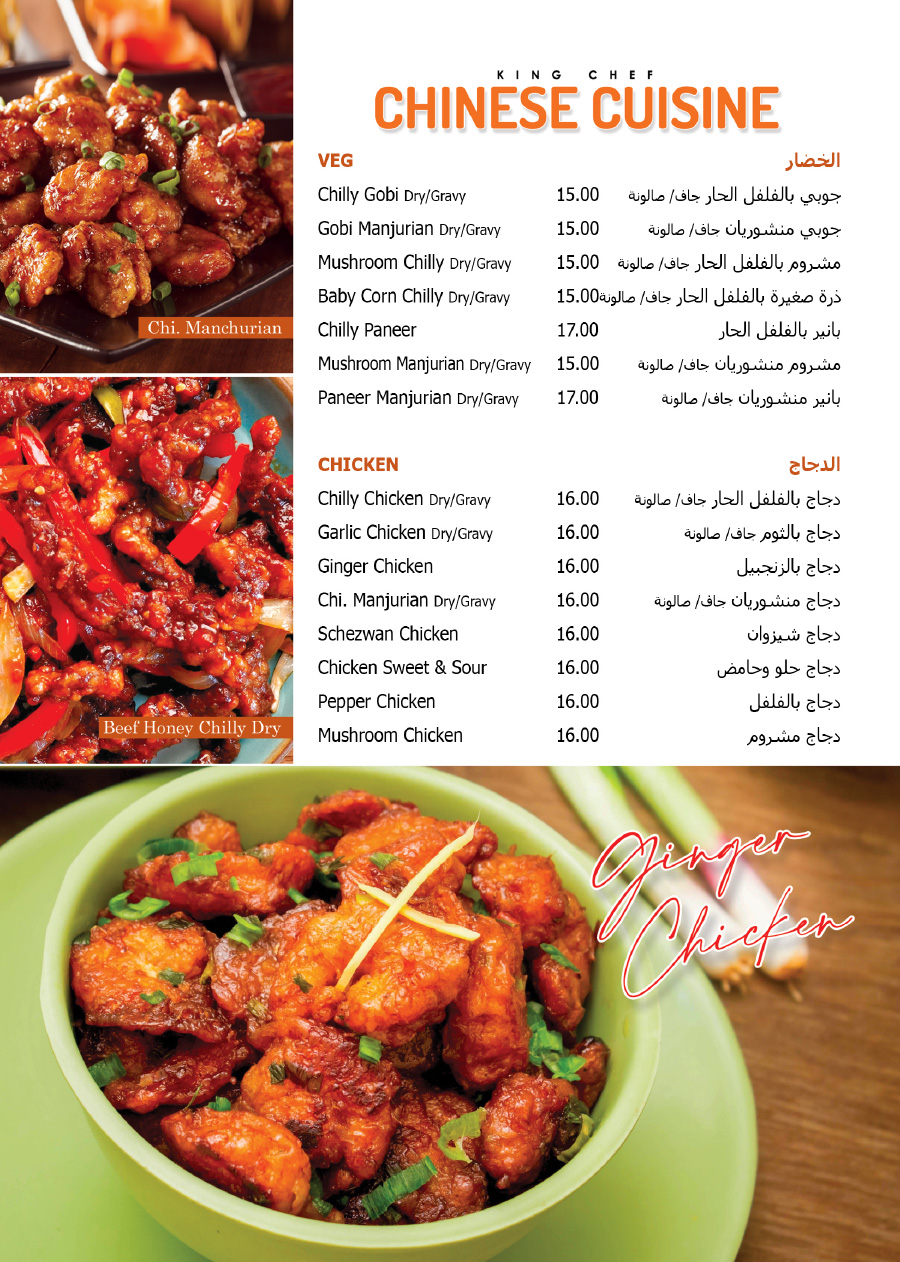 KING CHEF
CHINESE CUISINE
VEG الخضار
Chilly Gobi Dry/Gravy 15.00 جوبي بالفلفل الحار جاف/ صالونة
Gobi Manjurian Dry/Gravy 15.00 جوبي منشوريان جاف/ صالونة
Mushroom Chilly Dry/Gravy 15.00 مشروم بالفلفل الحار جاف/ صالونة
Baby Corn Chilly Dry/Gravy 15.00 ذرة صغيرة بالفلفل الحار جاف/ صالونة
Chilly Paneer 17.00 بانير بالفلفل الحار
Mushroom Manjurian Dry/Gravy 15.00 مشروم منشوريان جاف/ صالونة
Paneer Manjurian Dry/Gravy 17.00 بانير منشوريان جاف/ صالونة
CHICKEN الدجاج
Chilly Chicken Dry/Gravy 16.00 دجاج بالفلفل الحار جاف/ صالونة
Garlic Chicken Dry/Gravy 16.00 دجاج بالثوم جاف/ صالونة
Ginger Chicken 16.00 دجاج بالزنجبيل
Chi. Manjurian Dry/Gravy 16.00 دجاج منشوريان جاف/ صالونة
Schezwan Chicken 16.00 دجاج شيزوان
Chicken Sweet & Sour 16.00 دجاج حلو وحامض
Pepper Chicken 16.00 دجاج بالفلفل
Mushroom Chicken 16.00 دجاج مشروم
Chi. Manchurian
Beef Honey Chilly Dry
Ginger
Chicken